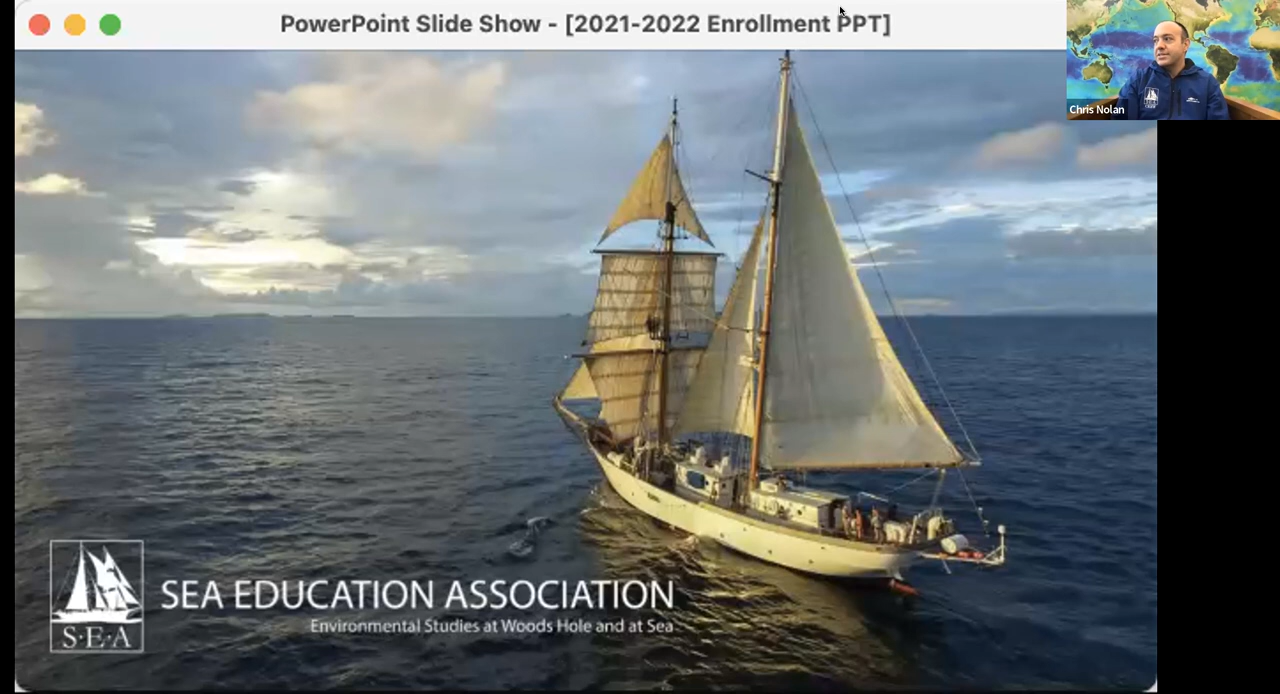 PowerPoint Slide Show - [2021-2022 Enrollment PPT]
Chris Nolan
SEA EDUCATION ASSOCIATION
Environmental Studies at Woods Hole and at Sea
S·E·A